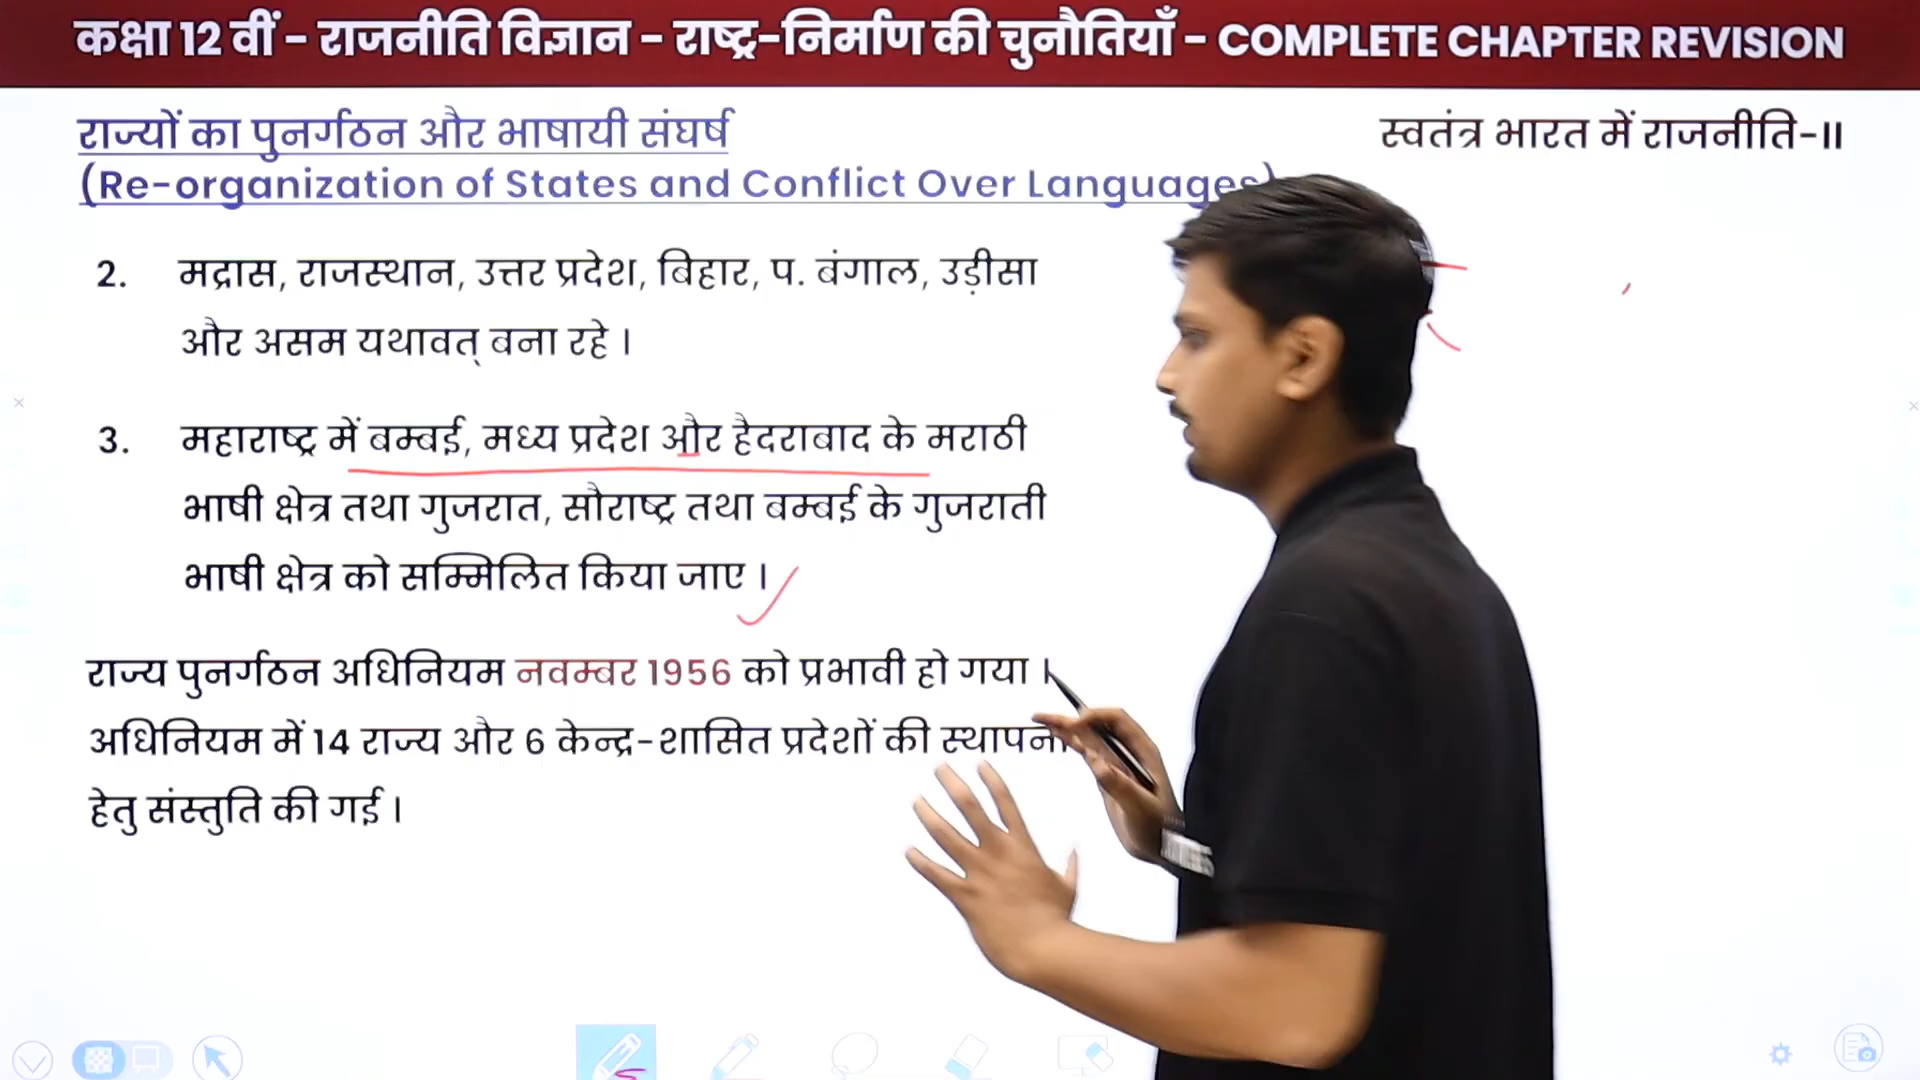 कक्षा 12 वीं - राजनीति विज्ञान - राष्ट्र-निर्माण की चुनौतियाँ - COMPLETE CHAPTER REVISION
राज्यों का पुनर्गठन और भाषायी संघर्ष
स्वतंत्र भारत में राजनीति-II
(Re-organization of States and Conflict Over Languages)
2. मद्रास, राजस्थान, उत्तर प्रदेश, बिहार, प. बंगाल, उड़ीसा
और असम यथावत् बना रहे ।
3. महाराष्ट्र में बम्बई, मध्य प्रदेश और हैदराबाद के मराठी
भाषी क्षेत्र तथा गुजरात, सौराष्ट्र तथा बम्बई के गुजराती
भाषी क्षेत्र को सम्मिलित किया जाए ।
राज्य पुनर्गठन अधिनियम नवम्बर 1956 को प्रभावी हो गया ।
अधिनियम में 14 राज्य और 6 केन्द्र-शासित प्रदेशों की स्थापना
हेतु संस्तुति की गई ।